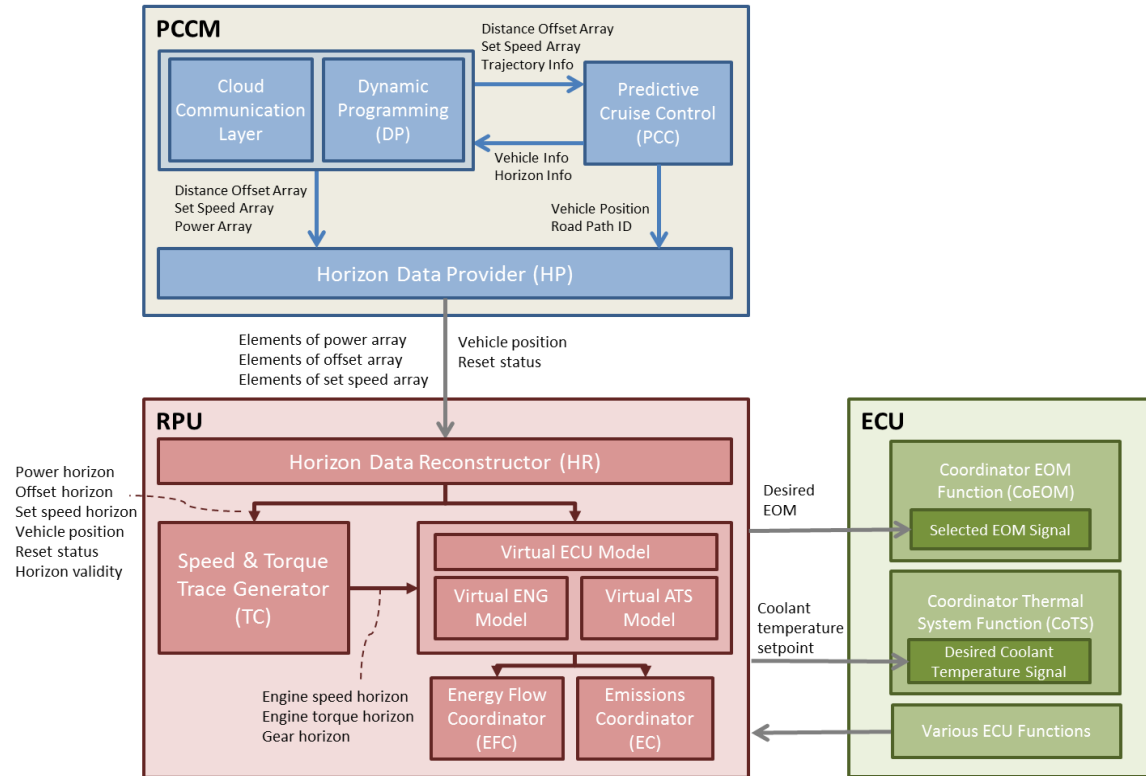 PCCM
Cloud
Communication
Layer
Dynamic
Programming
(DP)
Distance Offset Array
Set Speed Array
Trajectory Info
Predictive
Cruise Control
(PCC)
Vehicle Info
Horizon Info
Distance Offset Array
Set Speed Array
Power Array
Vehicle Position
Road Path ID
Horizon Data Provider (HP)
Elements of power array
Elements of offset array
Elements of set speed array
Vehicle position
Reset status
RPU
Horizon Data Reconstructor (HR)
Power horizon
Offset horizon
Set speed horizon
Vehicle position
Reset status
Horizon validity
Speed & Torque
Trace Generator
(TC)
Virtual ECU Model
Virtual ENG
Model
Virtual ATS
Model
Engine speed horizon
Engine torque horizon
Gear horizon
Energy Flow
Coordinator
(EFC)
Emissions
Coordinator
(EC)
Desired
EOM
Coolant
temperature
setpoint
ECU
Coordinator EOM
Function (CoEOM)
Selected EOM Signal
Coordinator Thermal
System Function (CoTS)
Desired Coolant
Temperature Signal
Various ECU Functions